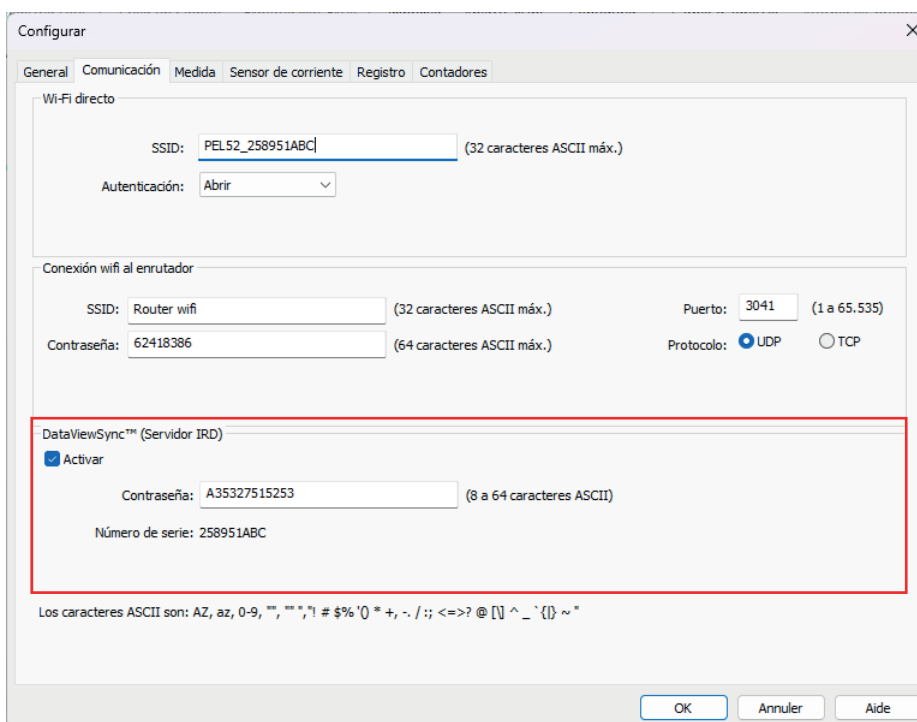 Configurar
General Comunicación Medida Sensor de corriente Registro Contadores
Wi-Fi directo
SSID: PEL52_258951ABC (32 caracteres ASCII máx.)
Autenticación: Abrir
Conexión wifi al enrutador
SSID: Router wifi (32 caracteres ASCII máx.) Puerto: 3041 (1 a 65.535)
Contraseña: 62418386 (64 caracteres ASCII máx.) Protocolo: UDP TCP
DataViewSync™ (Servidor IRD)
Activar
Contraseña: A35327515253 (8 a 64 caracteres ASCII)
Número de serie: 258951ABC
Los caracteres ASCII son: AZ, az, 0-9, "", "" ","! # $% '() * +, -. / :; <=>? @ [\] ^ _ `{|} ~ "
OK Annuler Aide